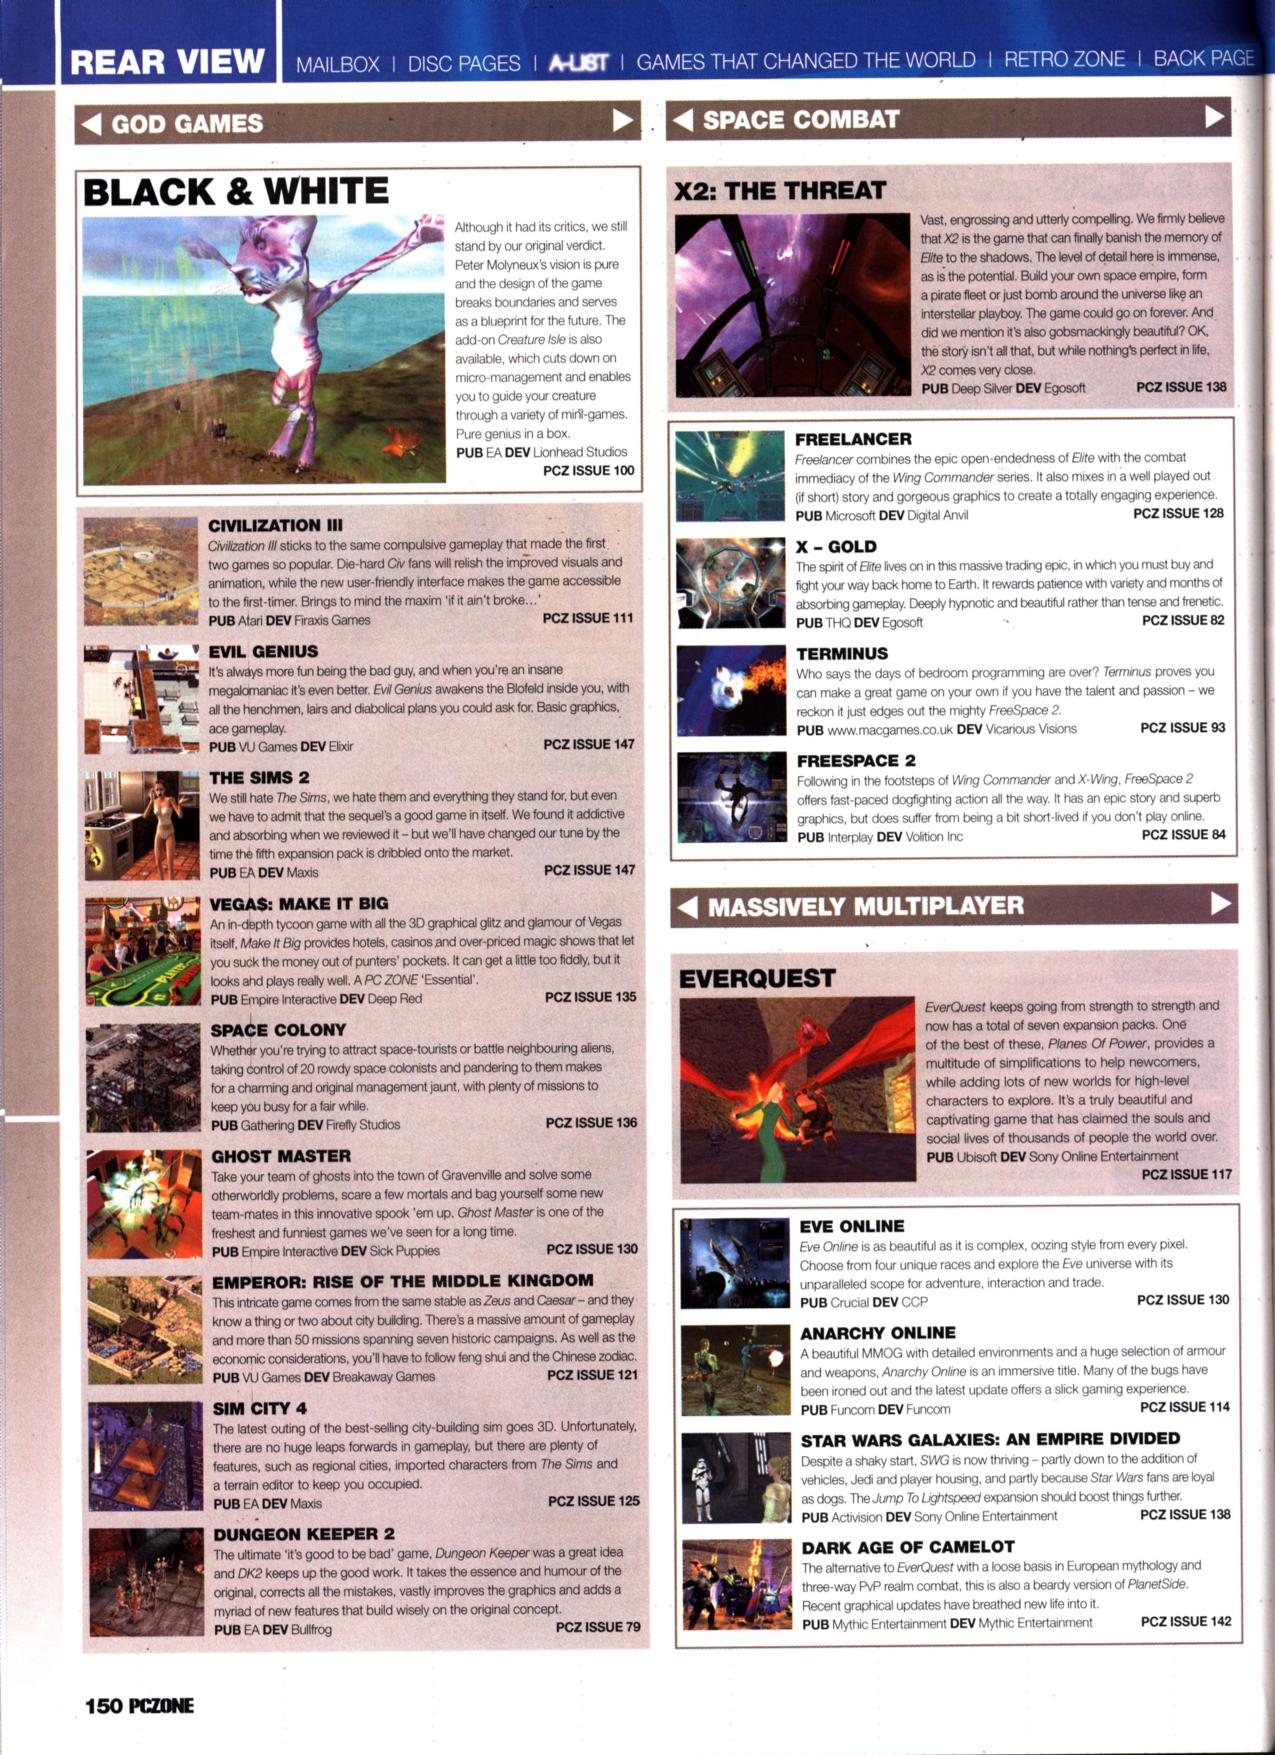 REAR VIEW
MAILBOX | DISC PAGES | A-LIST | GAMES THAT CHANGED THE WORLD | RETRO ZONE | BACK PAGE
GOD GAMES
BLACK & WHITE
Although it had its critics, we still
stand by our original verdict.
Peter Molyneux's vision is pure
and the design of the game
breaks boundaries and serves
as a blueprint for the future. The
add-on Creature Isle is also
available, which cuts down on
micro-management and enables
you to guide your creature
through a variety of mini-games.
Pure genius in a box.
PUB EA DEV Lionhead Studios
PCZ ISSUE 100
CIVILIZATION III
Civilization III sticks to the same compulsive gameplay that made the first
two games so popular. Die-hard Civ fans will relish the improved visuals and
animation, while the new user-friendly interface makes the game accessible
to the first-timer. Brings to mind the maxim 'if it ain't broke...'
PUB Atari DEV Firaxis Games PCZ ISSUE 111
EVIL GENIUS
It's always more fun being the bad guy, and when you're an insane
megalomaniac it's even better. Evil Genius awakens the Blofeld inside you, with
all the henchmen, lairs and diabolical plans you could ask for. Basic graphics,
ace gameplay.
PUB VU Games DEV Elixir PCZ ISSUE 147
THE SIMS 2
We still hate The Sims, we hate them and everything they stand for, but even
we have to admit that the sequel's a good game in itself. We found it addictive
and absorbing when we reviewed it – but we'll have changed our tune by the
time the fifth expansion pack is dribbled onto the market.
PUB EA DEV Maxis PCZ ISSUE 147
VEGA$: MAKE IT BIG
An in-depth tycoon game with all the 3D graphical glitz and glamour of Vegas
itself, Make It Big provides hotels, casinos and over-priced magic shows that let
you suck the money out of punters' pockets. It can get a little too fiddly, but it
looks and plays really well. A PC ZONE 'Essential'.
PUB Empire Interactive DEV Deep Red PCZ ISSUE 135
SPACE COLONY
Whether you're trying to attract space-tourists or battle neighbouring aliens,
taking control of 20 rowdy space colonists and pandering to them makes
for a charming and original management jaunt, with plenty of missions to
keep you busy for a fair while.
PUB Gathering DEV Firefly Studios PCZ ISSUE 136
GHOST MASTER
Take your team of ghosts into the town of Gravenville and solve some
otherworldly problems, scare a few mortals and bag yourself some new
team-mates in this innovative spook 'em up. Ghost Master is one of the
freshest and funniest games we've seen for a long time.
PUB Empire Interactive DEV Sick Puppies PCZ ISSUE 130
EMPEROR: RISE OF THE MIDDLE KINGDOM
This intricate game comes from the same stable as Zeus and Caesar – and they
know a thing or two about city building. There's a massive amount of gameplay
and more than 50 missions spanning seven historic campaigns. As well as the
economic considerations, you'll have to follow feng shui and the Chinese zodiac.
PUB VU Games DEV Breakaway Games PCZ ISSUE 121
SIM CITY 4
The latest outing of the best-selling city-building sim goes 3D. Unfortunately,
there are no huge leaps forwards in gameplay, but there are plenty of
features, such as regional cities, imported characters from The Sims and
a terrain editor to keep you occupied.
PUB EA DEV Maxis PCZ ISSUE 125
DUNGEON KEEPER 2
The ultimate 'it's good to be bad' game, Dungeon Keeper was a great idea
and DK2 keeps up the good work. It takes the essence and humour of the
original, corrects all the mistakes, vastly improves the graphics and adds a
myriad of new features that build wisely on the original concept.
PUB EA DEV Bullfrog PCZ ISSUE 79
SPACE COMBAT
X2: THE THREAT
Vast, engrossing and utterly compelling. We firmly believe
that X2 is the game that can finally banish the memory of
Elite to the shadows. The level of detail here is immense,
as is the potential. Build your own space empire, form
a pirate fleet or just bomb around the universe like an
interstellar playboy. The game could go on forever. And
did we mention it's also gobsmackingly beautiful? OK,
the story isn't all that, but while nothing's perfect in life,
X2 comes very close.
PUB Deep Silver DEV Egosoft PCZ ISSUE 138
FREELANCER
Freelancer combines the epic open-endedness of Elite with the combat
immediacy of the Wing Commander series. It also mixes in a well played out
(if short) story and gorgeous graphics to create a totally engaging experience.
PUB Microsoft DEV Digital Anvil PCZ ISSUE 128
X – GOLD
The spirit of Elite lives on in this massive trading epic, in which you must buy and
fight your way back home to Earth. It rewards patience with variety and months of
absorbing gameplay. Deeply hypnotic and beautiful rather than tense and frenetic.
PUB THQ DEV Egosoft PCZ ISSUE 82
TERMINUS
Who says the days of bedroom programming are over? Terminus proves you
can make a great game on your own if you have the talent and passion – we
reckon it just edges out the mighty FreeSpace 2.
PUB www.macgames.co.uk DEV Vicarious Visions PCZ ISSUE 93
FREESPACE 2
Following in the footsteps of Wing Commander and X-Wing, FreeSpace 2
offers fast-paced dogfighting action all the way. It has an epic story and superb
graphics, but does suffer from being a bit short-lived if you don't play online.
PUB Interplay DEV Volition Inc PCZ ISSUE 84
MASSIVELY MULTIPLAYER
EVERQUEST
EverQuest keeps going from strength to strength and
now has a total of seven expansion packs. One
of the best of these, Planes Of Power, provides a
multitude of simplifications to help newcomers,
while adding lots of new worlds for high-level
characters to explore. It's a truly beautiful and
captivating game that has claimed the souls and
social lives of thousands of people the world over.
PUB Ubisoft DEV Sony Online Entertainment
PCZ ISSUE 117
EVE ONLINE
Eve Online is as beautiful as it is complex, oozing style from every pixel.
Choose from four unique races and explore the Eve universe with its
unparalleled scope for adventure, interaction and trade.
PUB Crucial DEV CCP PCZ ISSUE 130
ANARCHY ONLINE
A beautiful MMOG with detailed environments and a huge selection of armour
and weapons, Anarchy Online is an immersive title. Many of the bugs have
been ironed out and the latest update offers a slick gaming experience.
PUB Funcom DEV Funcom PCZ ISSUE 114
STAR WARS GALAXIES: AN EMPIRE DIVIDED
Despite a shaky start, SWG is now thriving – partly down to the addition of
vehicles, Jedi and player housing, and partly because Star Wars fans are loyal
as dogs. The Jump To Lightspeed expansion should boost things further.
PUB Activision DEV Sony Online Entertainment PCZ ISSUE 138
DARK AGE OF CAMELOT
The alternative to EverQuest with a loose basis in European mythology and
three-way PvP realm combat, this is also a beardy version of PlanetSide.
Recent graphical updates have breathed new life into it.
PUB Mythic Entertainment DEV Mythic Entertainment PCZ ISSUE 142
150 PCZONE